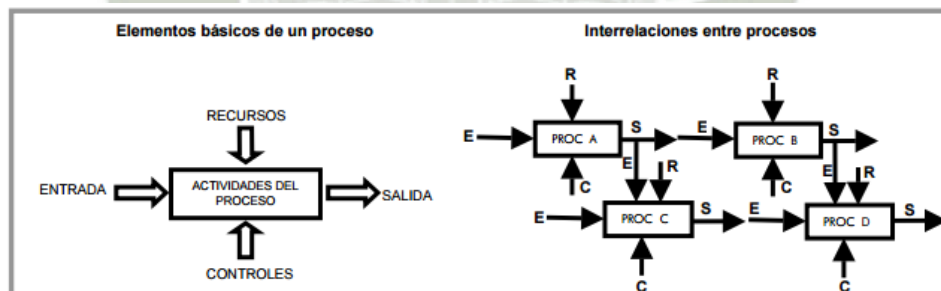 Elementos básicos de un proceso
RECURSOS
ENTRADA
ACTIVIDADES DEL
PROCESO
SALIDA
CONTROLES
Interrelaciones entre procesos
R R
E PROC A S E PROC B S
E R E R
C C
E PROC C S E PROC D S
C C